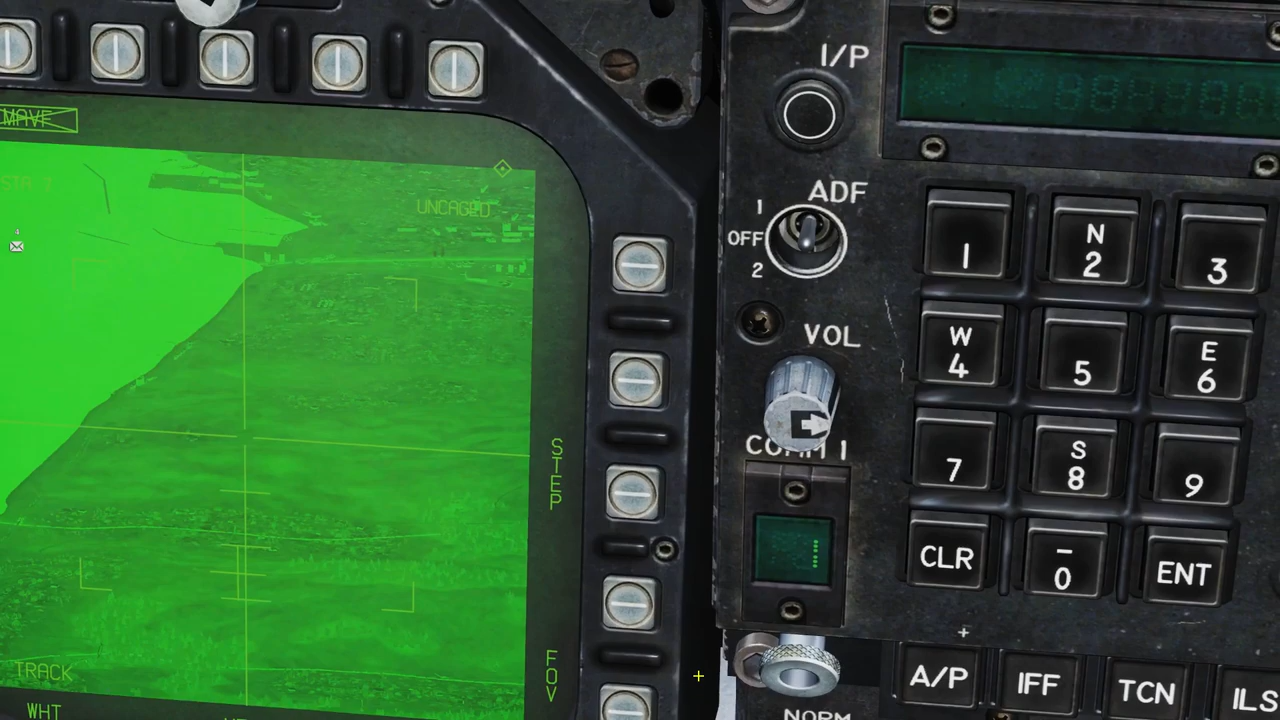 MAVF
STA 1
UNCAGED
STEP
FOV
TRACK
WHT
I/P
ADF
1
OFF
2
VOL
COMM 1
1
N
2
3
W
4
5
E
6
7
S
8
9
CLR
–
0
ENT
A/P
IFF
TCN
ILS
NORM